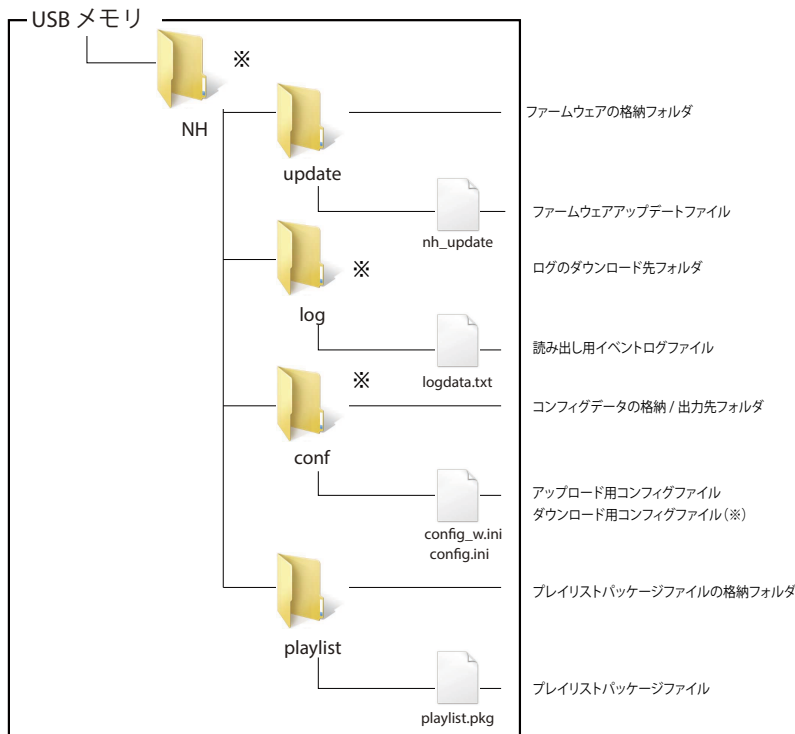 USB メモリ
※
NH
ファームウェアの格納フォルダ
update
ファームウェアアップデートファイル
nh_update
※
ログのダウンロード先フォルダ
log
読み出し用イベントログファイル
logdata.txt
※
コンフィグデータの格納 / 出力先フォルダ
conf
アップロード用コンフィグファイル
ダウンロード用コンフィグファイル(※)
config_w.ini
config.ini
プレイリストパッケージファイルの格納フォルダ
playlist
プレイリストパッケージファイル
playlist.pkg